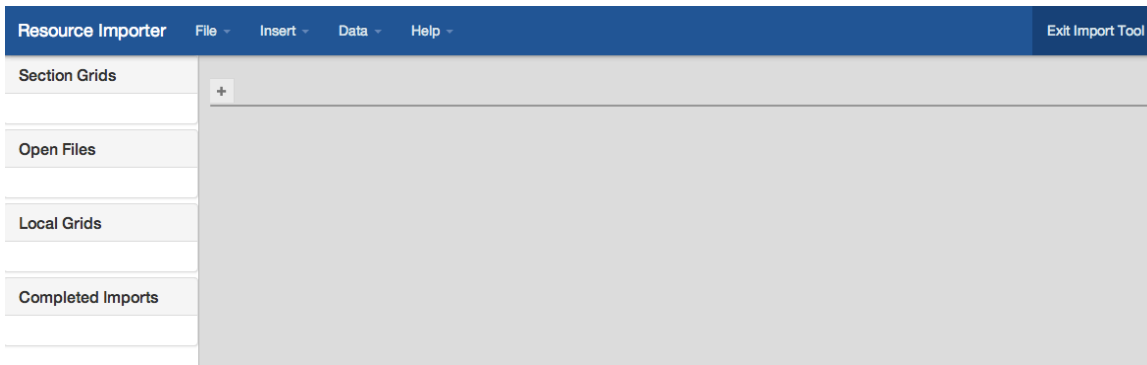 Resource Importer File Insert Data Help Exit Import Tool
Section Grids
+
Open Files
Local Grids
Completed Imports